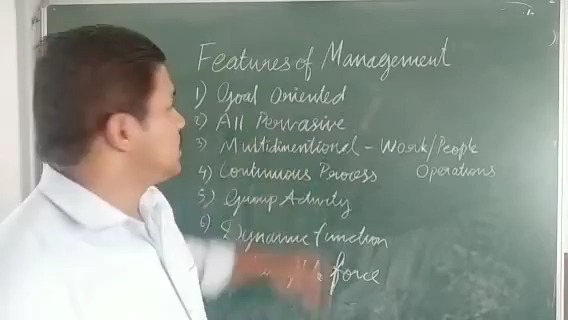 Features of Management
1) Goal Oriented
2) All Pervasive
3) Multidimentional - Work/People
4) Continuous Process Operations
5) Group Activity
6) Dynamic function
force